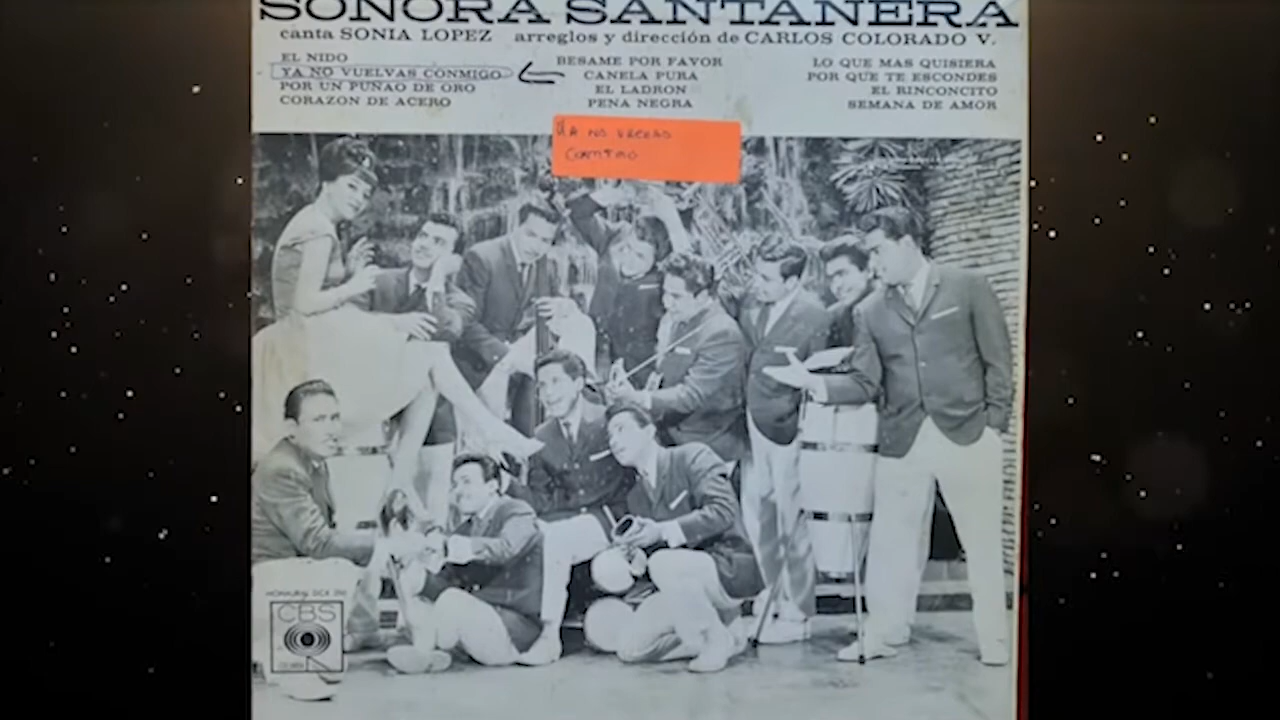 SONORA SANTANERA
canta SONIA LOPEZ arreglos y dirección de CARLOS COLORADO V.
EL NIDO
YA NO VUELVAS CONMIGO
POR UN PUÑAO DE ORO
CORAZON DE ACERO
BESAME POR FAVOR
CANELA PURA
EL LADRON
PENA NEGRA
LO QUE MAS QUISIERA
POR QUE TE ESCONDES
EL RINCONCITO
SEMANA DE AMOR
YA NO
CBS